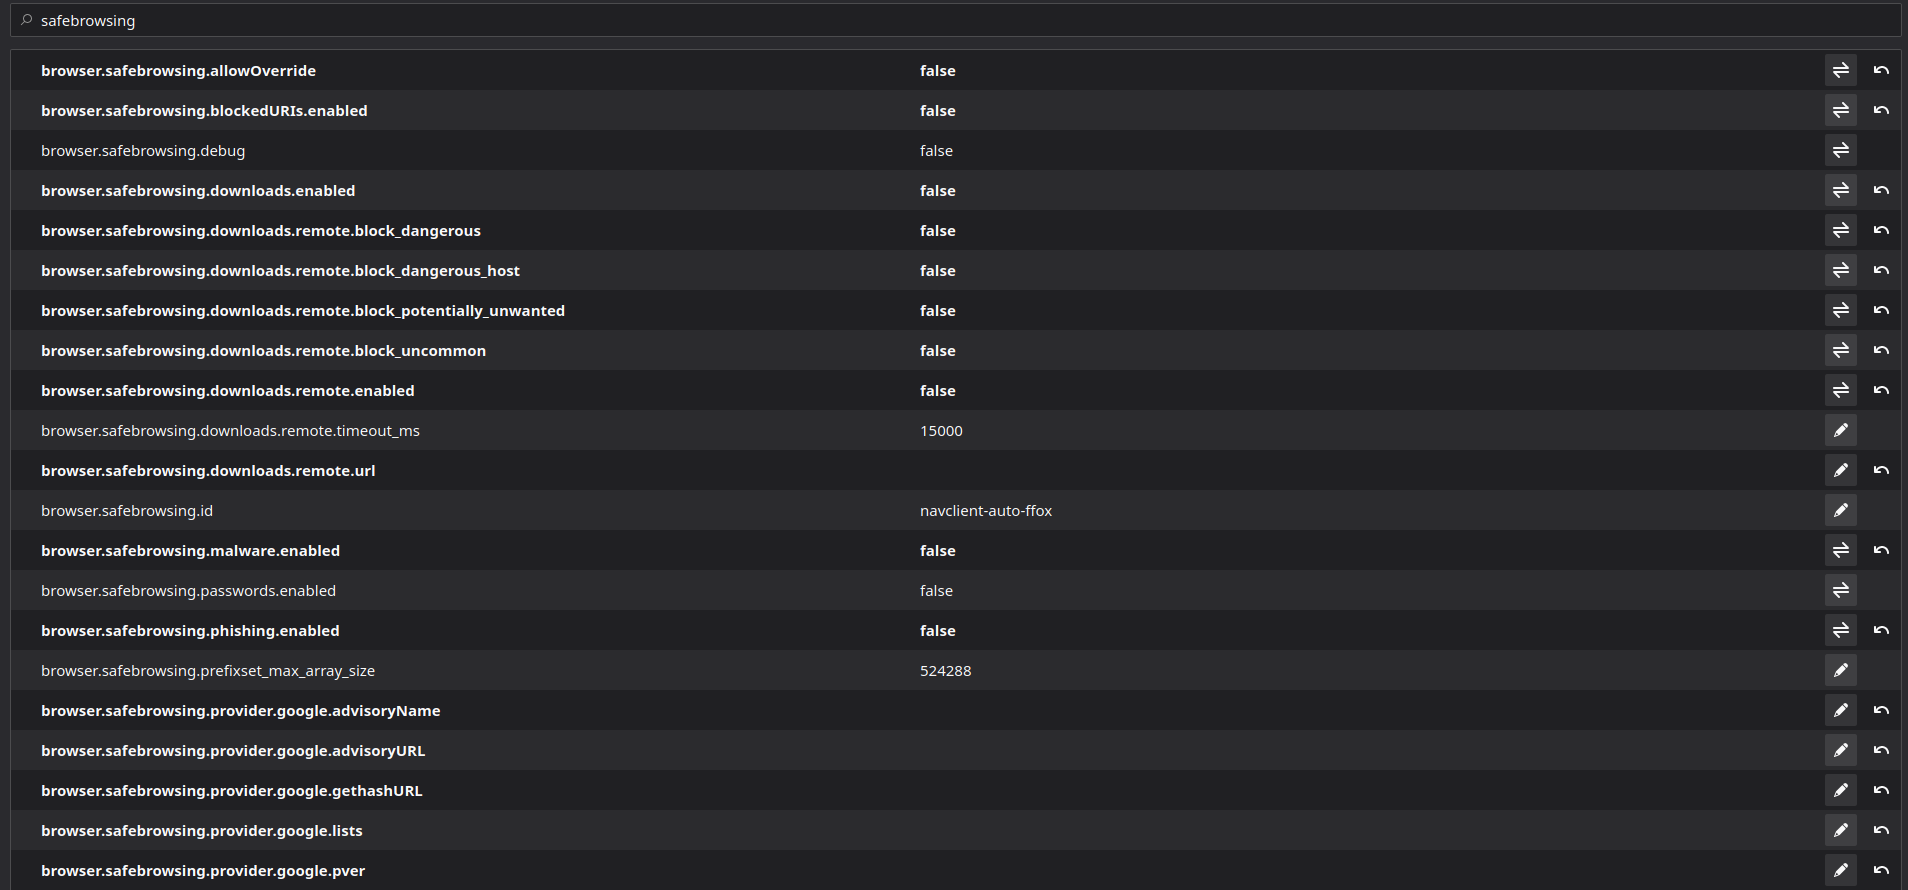 safebrowsing
browser.safebrowsing.allowOverride false
browser.safebrowsing.blockedURIs.enabled false
browser.safebrowsing.debug false
browser.safebrowsing.downloads.enabled false
browser.safebrowsing.downloads.remote.block_dangerous false
browser.safebrowsing.downloads.remote.block_dangerous_host false
browser.safebrowsing.downloads.remote.block_potentially_unwanted false
browser.safebrowsing.downloads.remote.block_uncommon false
browser.safebrowsing.downloads.remote.enabled false
browser.safebrowsing.downloads.remote.timeout_ms 15000
browser.safebrowsing.downloads.remote.url
browser.safebrowsing.id navclient-auto-ffox
browser.safebrowsing.malware.enabled false
browser.safebrowsing.passwords.enabled false
browser.safebrowsing.phishing.enabled false
browser.safebrowsing.prefixset_max_array_size 524288
browser.safebrowsing.provider.google.advisoryName
browser.safebrowsing.provider.google.advisoryURL
browser.safebrowsing.provider.google.gethashURL
browser.safebrowsing.provider.google.lists
browser.safebrowsing.provider.google.pver